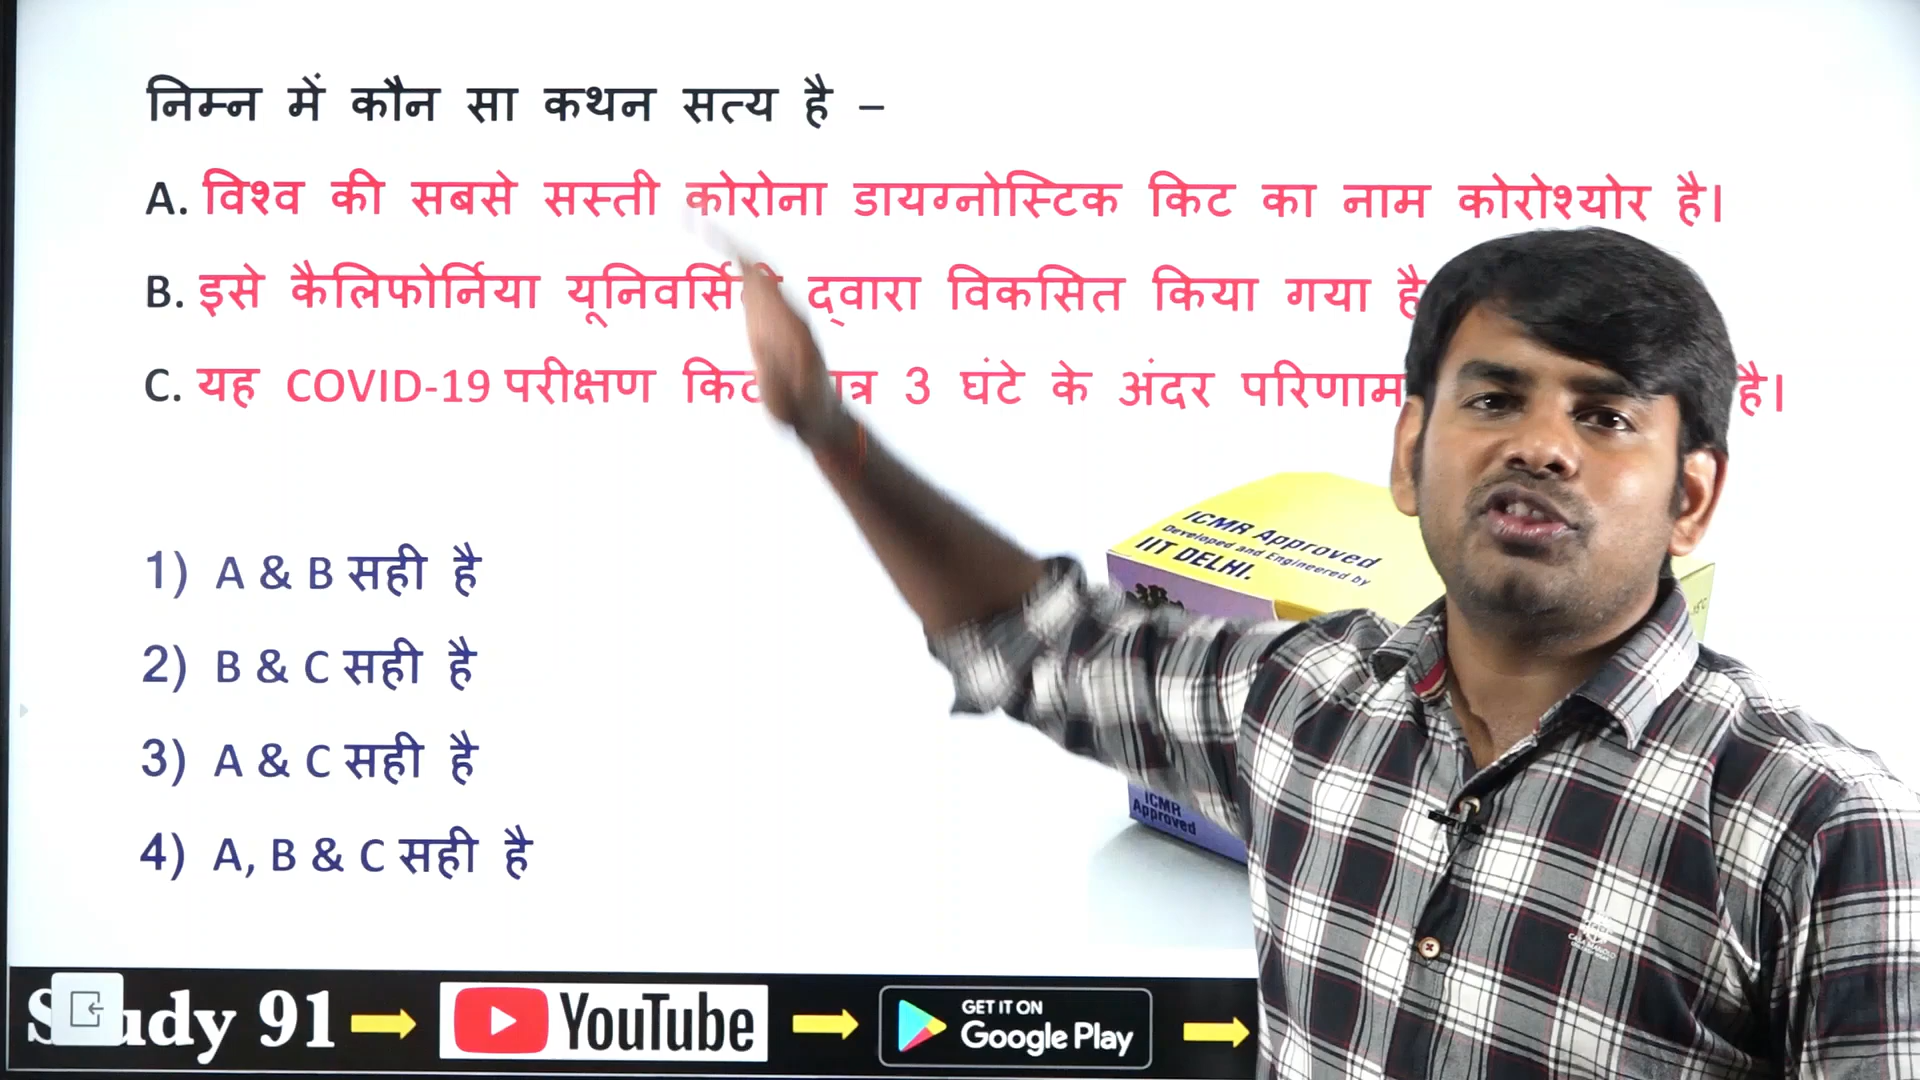 निम्न में कौन सा कथन सत्य है –
A. विश्व की सबसे सस्ती कोरोना डायग्नोस्टिक किट का नाम कोरोश्योर है।
B. इसे कैलिफोर्निया यूनिवर्सिटी द्वारा विकसित किया गया है
C. यह COVID-19 परीक्षण किट 3 घंटे के अंदर परिणाम है।
ICMR Approved
Developed and Engineered by
IIT DELHI.
1) A & B सही है
2) B & C सही है
3) A & C सही है
4) A, B & C सही है
ICMR
Approved
Study 91 YouTube GET IT ON
Google Play